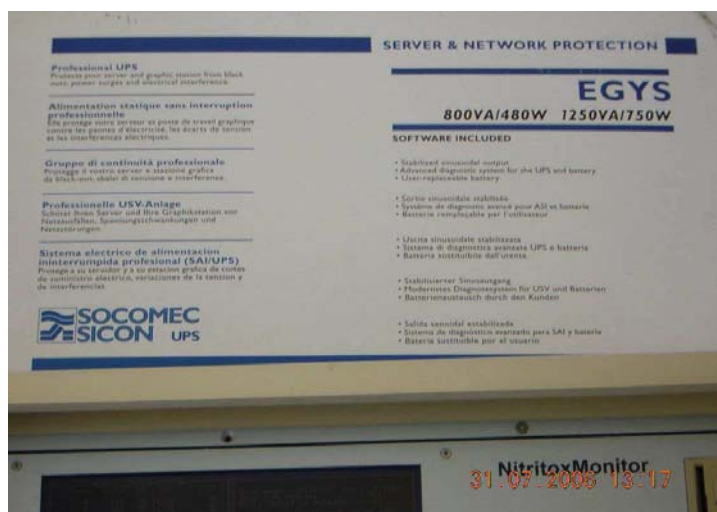 SERVER & NETWORK PROTECTION
Professional UPS
Protects your server and graphic station from black
out, power surges and electrical interference.
Alimentation statique sans interruption
professionnelle
Elle protège votre serveur et poste de travail graphique
contre les pannes d'électricité, les écarts de tension
et les interférences électriques.
Gruppo di continuità professionale
Protegge il vostro server e stazione grafica
da black-out, sbalzi di tensione e interferenze.
Professionelle USV-Anlage
Schützt Ihren Server und Ihre Graphikstation vor
Netzausfällen, Spannungsschwankungen und
Netzstörungen.
Sistema electrico de alimentacion
ininterrumpida profesional (SAI/UPS)
Protege a su servidor y a su estacion grafica de cortes
de suministro electrico, variaciones de la tension y
de interferencias.
SOCOMEC
SICON UPS
EGYS
800VA/480W 1250VA/750W
SOFTWARE INCLUDED
• Stabilized sinusoidal output
• Advanced diagnostic system for the UPS and battery
• User-replaceable battery
• Sortie sinusoïdale stabilisée
• Système de diagnostic avancé pour ASI et batterie
• Batterie remplaçable par l'utilisateur
• Uscita sinusoidale stabilizzata
• Sistema di diagnostica avanzata UPS e batteria
• Batteria sostituibile dall'utente
• Stabilisierter Sinusausgang
• Modernstes Diagnosesystem für USV und Batterien
• Batterienaustausch durch den Kunden
• Salida senoidal estabilizada
• Sistema de diagnóstico avanzado para SAI y batería
• Batería sustituible por el usuario
NitritoxMonitor
31.07.2006 13:17